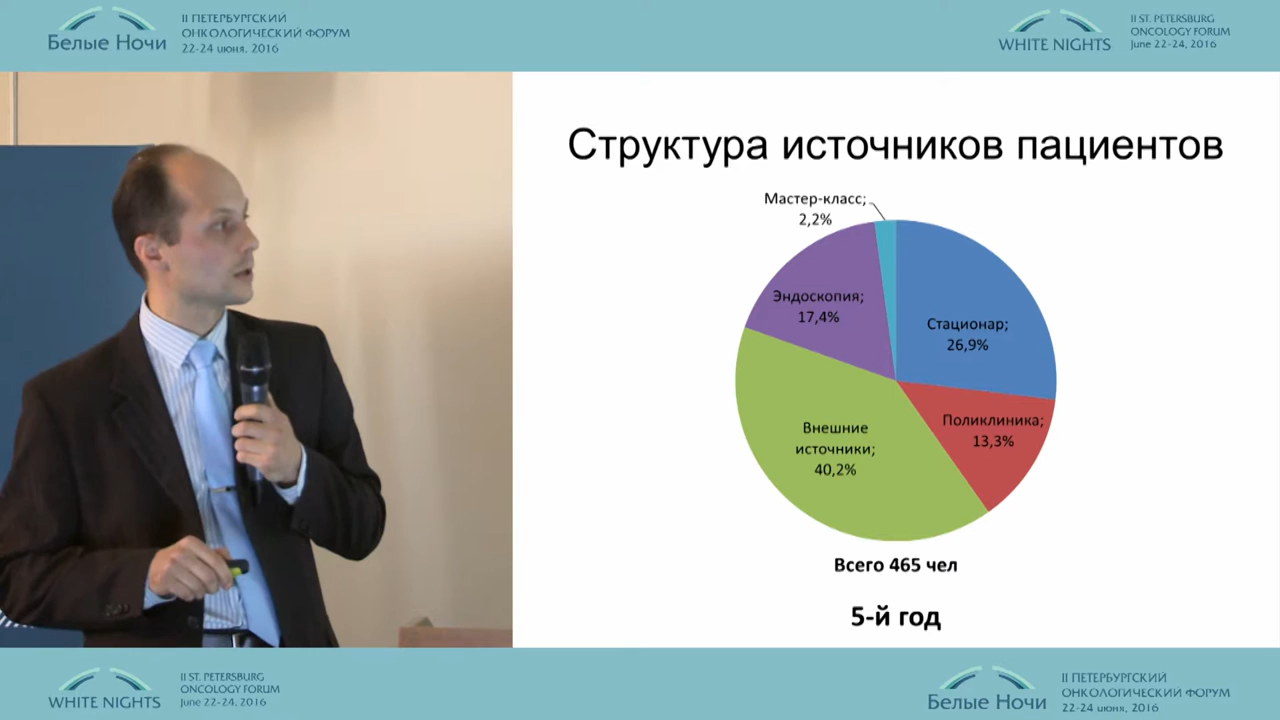 Белые Ночи
II ПЕТЕРБУРГСКИЙ
ОНКОЛОГИЧЕСКИЙ ФОРУМ
22-24 июня, 2016
WHITE NIGHTS
II ST. PETERSBURG
ONCOLOGY FORUM
June 22-24, 2016
Структура источников пациентов
Мастер-класс;
2,2%
Эндоскопия;
17,4%
Стационар;
26,9%
Поликлиника;
13,3%
Внешние
источники;
40,2%
Всего 465 чел
5-й год
WHITE NIGHTS
II ST. PETERSBURG
ONCOLOGY FORUM
June 22-24, 2016
Белые Ночи
II ПЕТЕРБУРГСКИЙ
ОНКОЛОГИЧЕСКИЙ ФОРУМ
22-24 июня, 2016